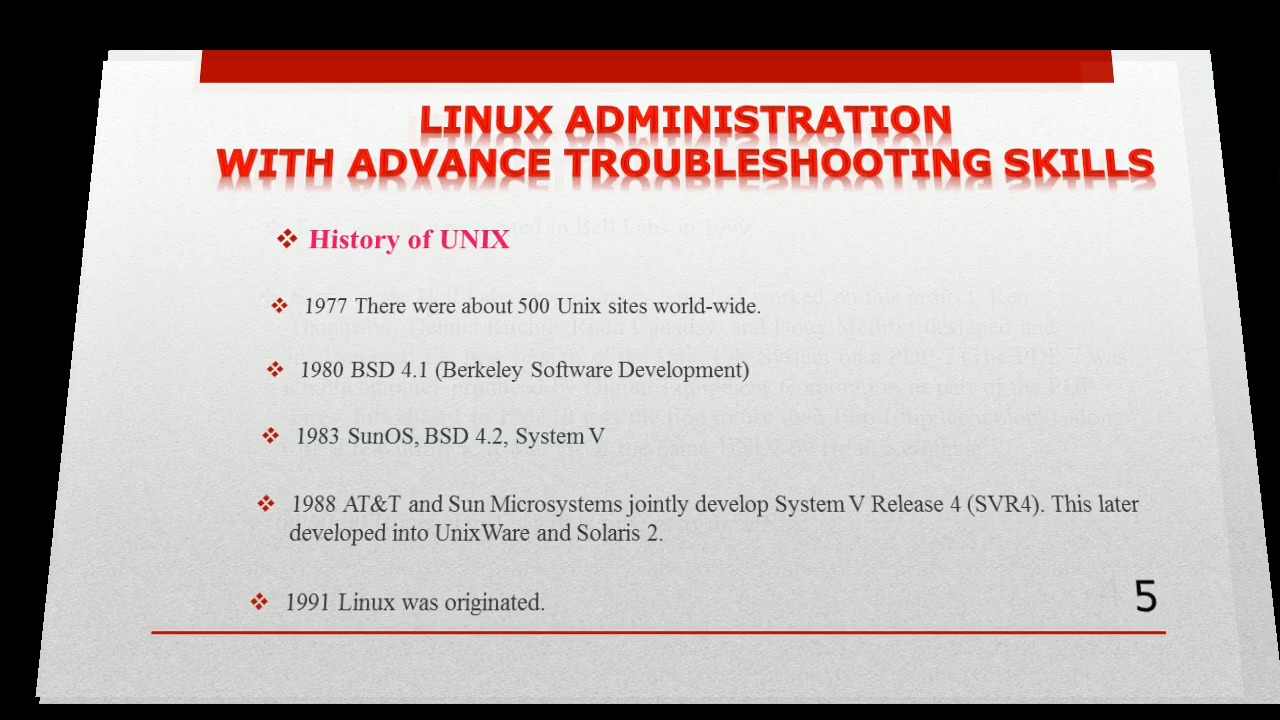 LINUX ADMINISTRATION
WITH ADVANCE TROUBLESHOOTING SKILLS
History of UNIX
1977 There were about 500 Unix sites world-wide.
1980 BSD 4.1 (Berkeley Software Development)
1983 SunOS, BSD 4.2, System V
1988 AT&T and Sun Microsystems jointly develop System V Release 4 (SVR4). This later
developed into UnixWare and Solaris 2.
1991 Linux was originated.
5